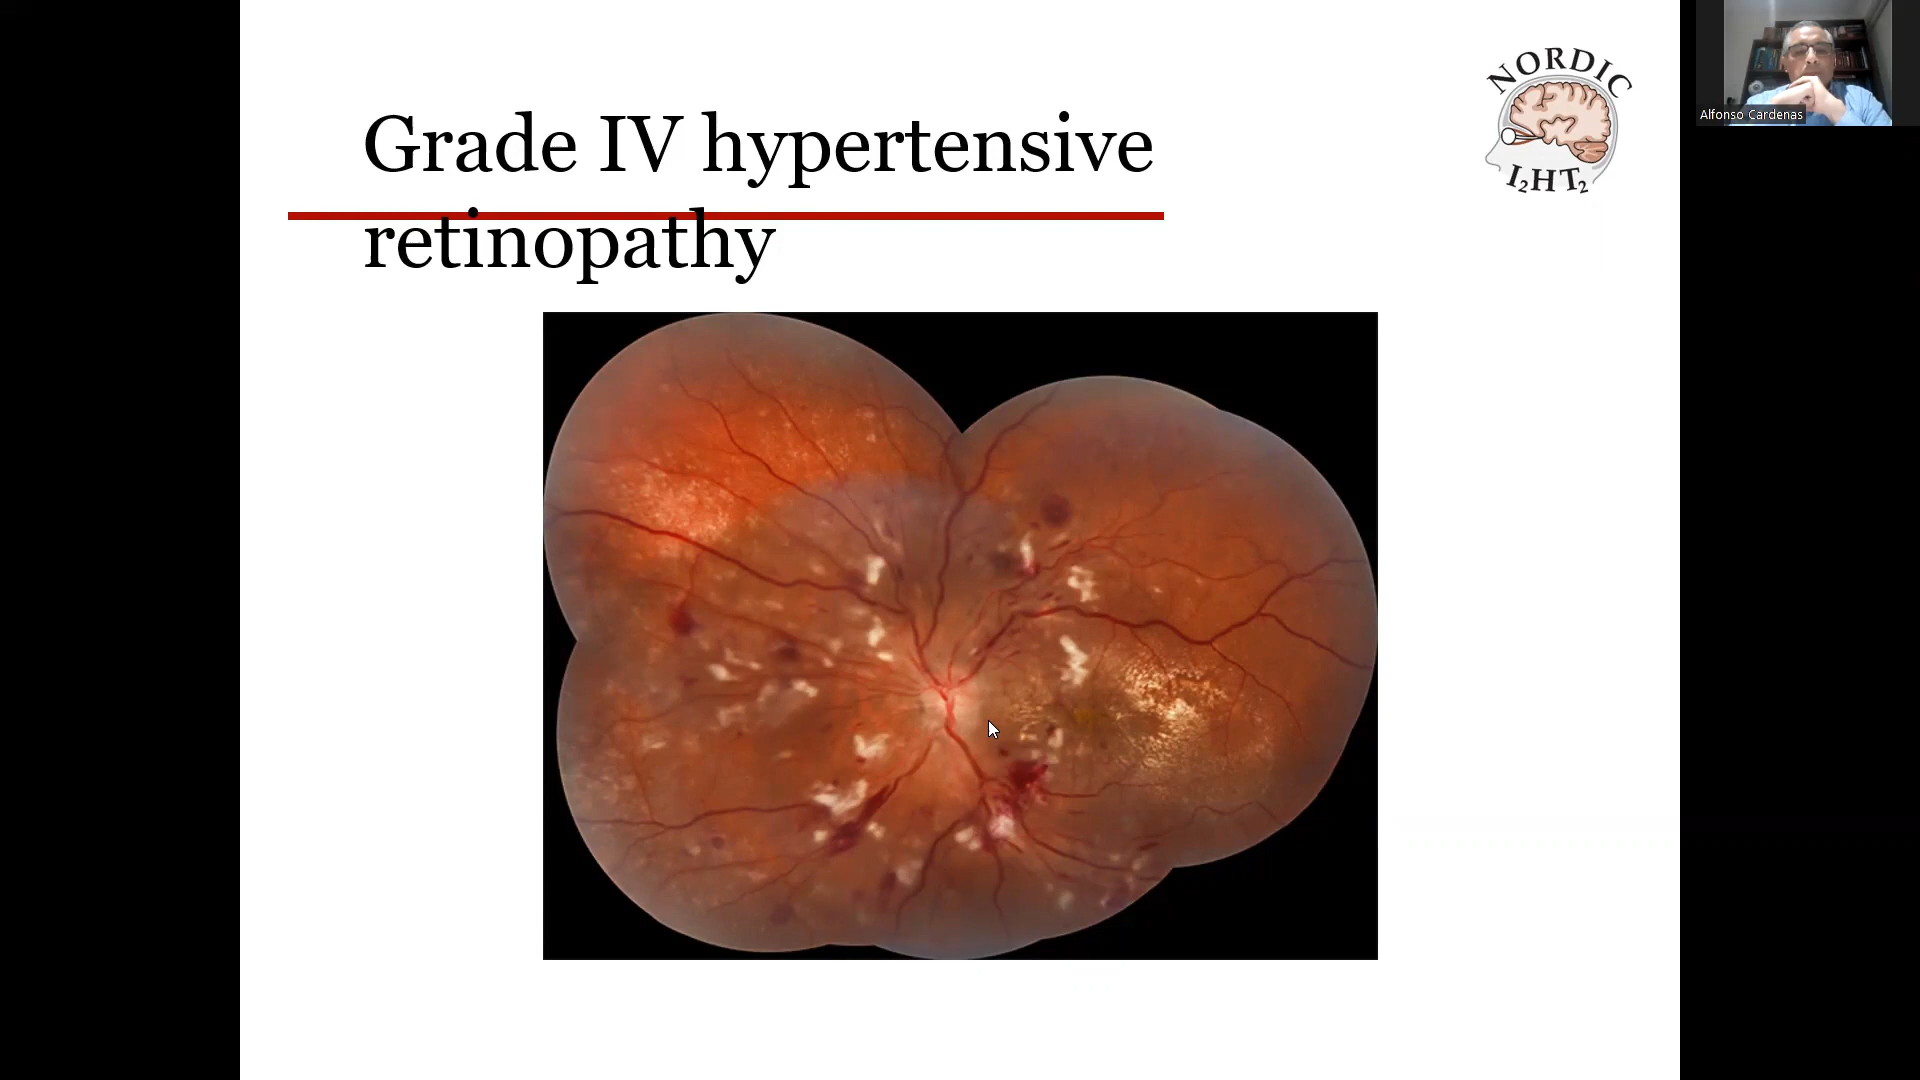 Grade IV hypertensive
retinopathy
NORDIC
I2HT2
Alfonso Cardenas